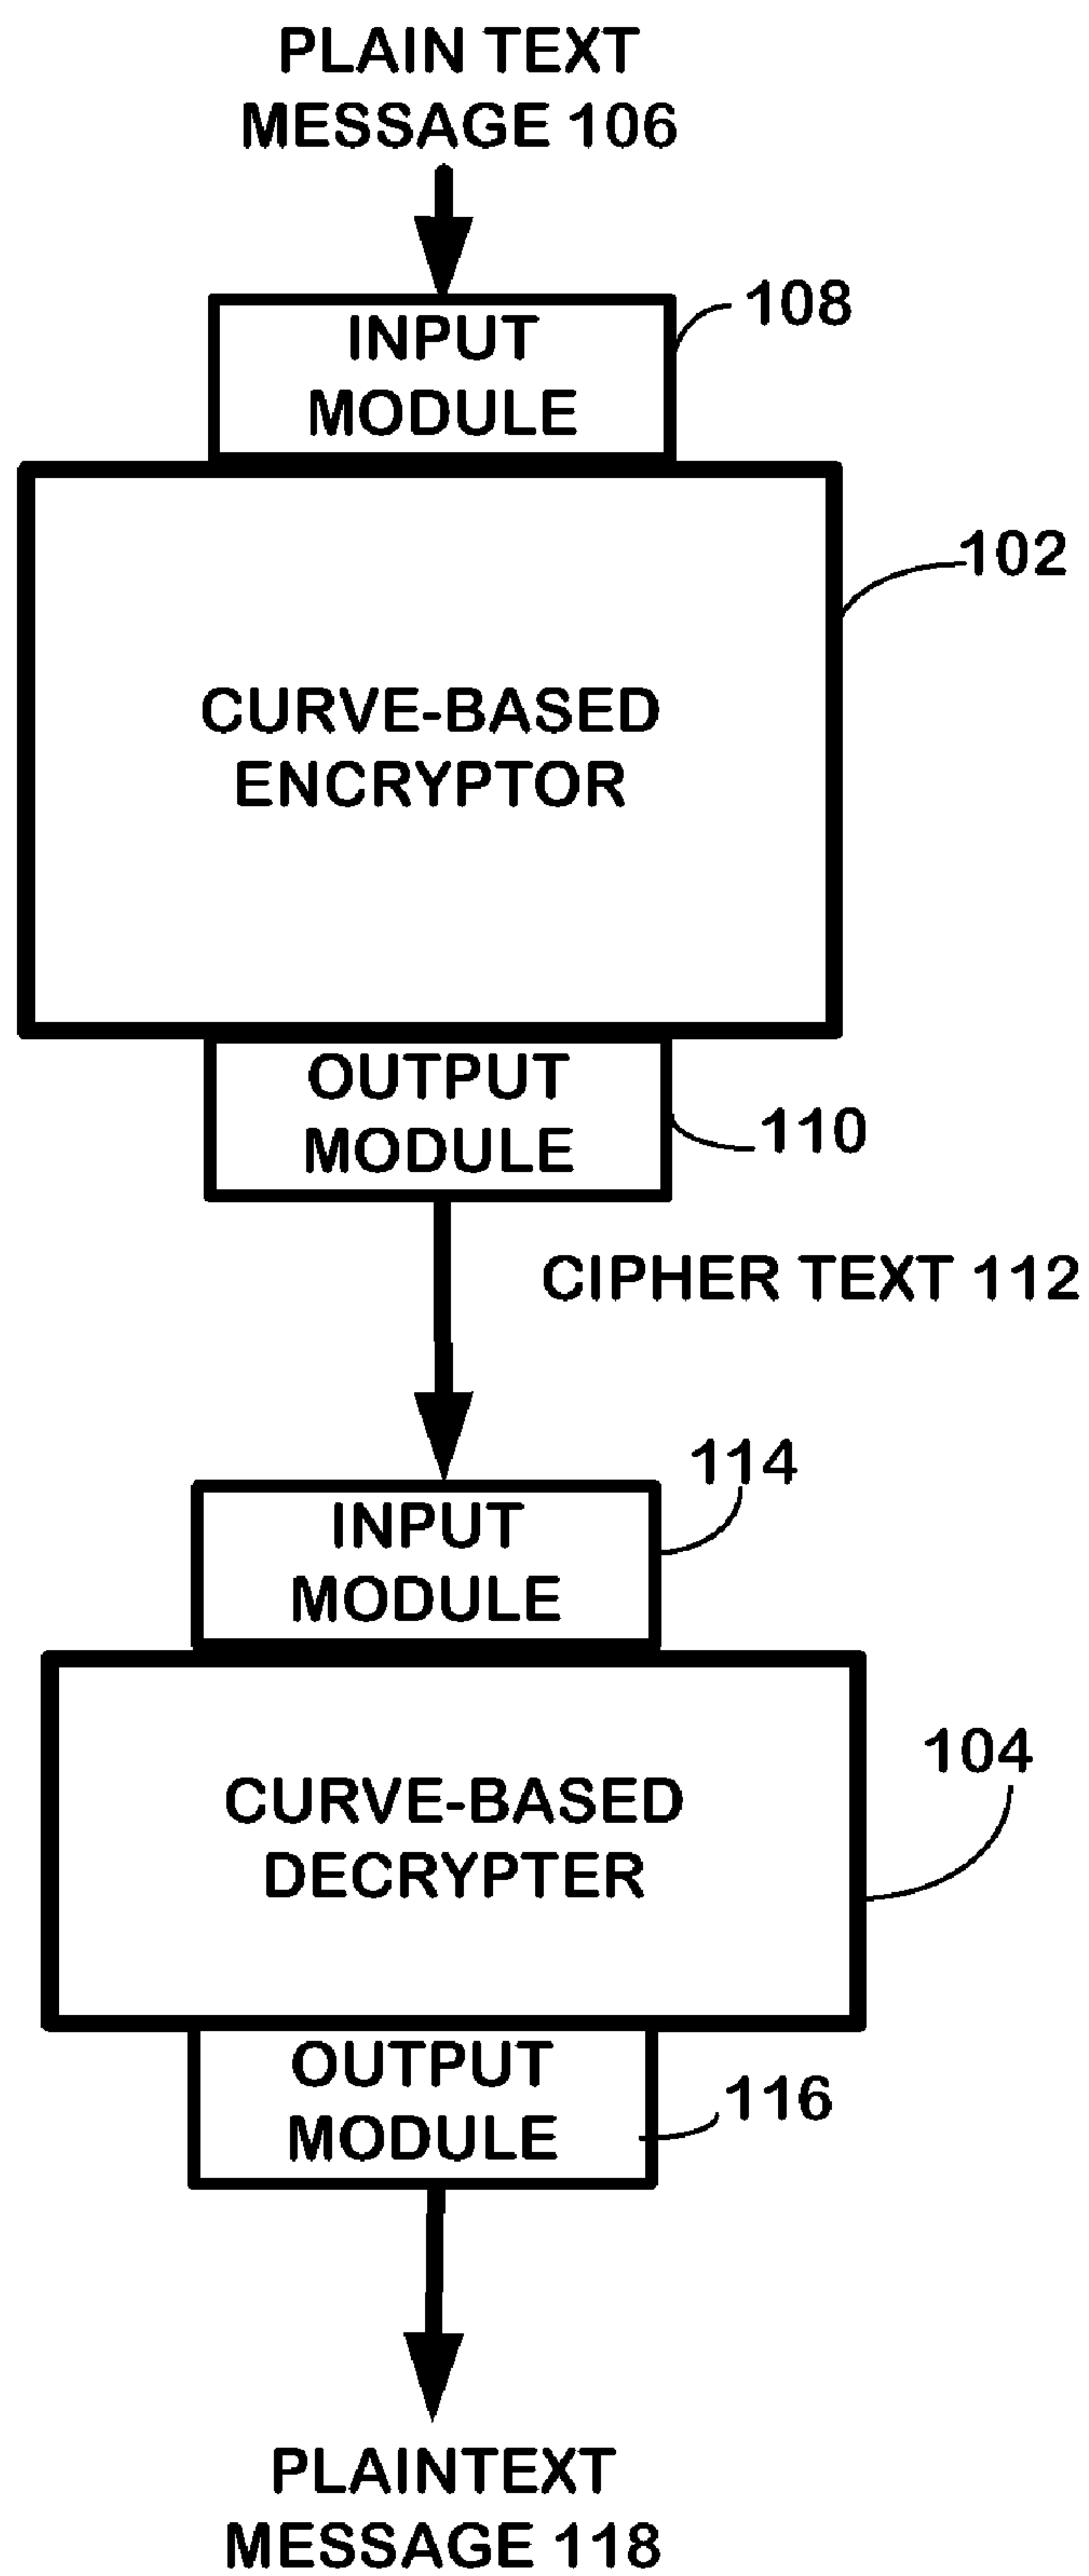 PLAIN TEXT
MESSAGE 106
INPUT
MODULE
108
102
CURVE-BASED
ENCRYPTOR
OUTPUT
MODULE
110
CIPHER TEXT 112
114
INPUT
MODULE
104
CURVE-BASED
DECRYPTER
OUTPUT
MODULE
116
PLAINTEXT
MESSAGE 118